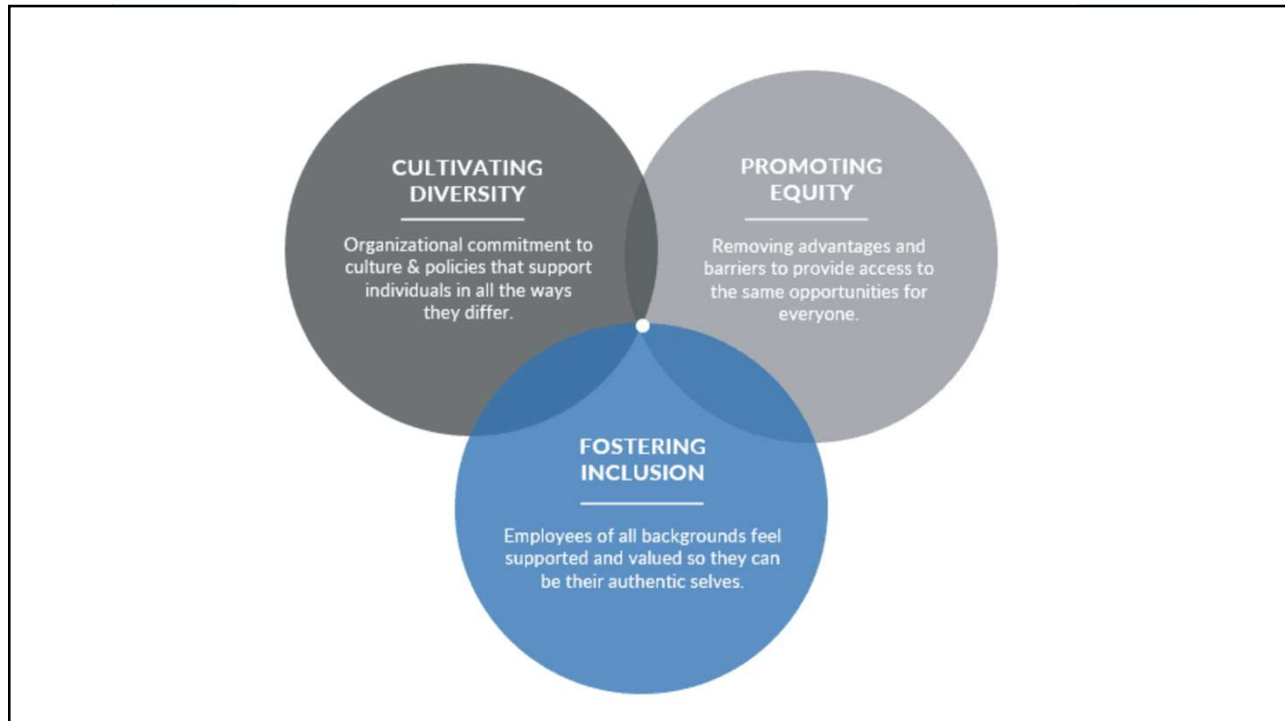 CULTIVATING
DIVERSITY
Organizational commitment to
culture & policies that support
individuals in all the ways
they differ.
PROMOTING
EQUITY
Removing advantages and
barriers to provide access to
the same opportunities for
everyone.
FOSTERING
INCLUSION
Employees of all backgrounds feel
supported and valued so they can
be their authentic selves.